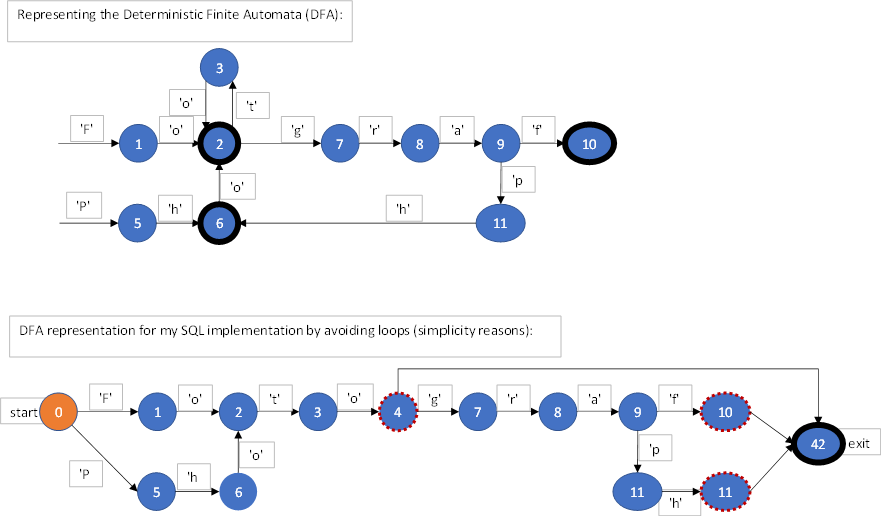 Representing the Deterministic Finite Automata (DFA):
3
'o' 't'
'F' 'o' 'g' 'r' 'a' 'f'
1 2 7 8 9 10
'o' 'p
'P' 'h' 'h'
5 6 11
DFA representation for my SQL implementation by avoiding loops (simplicity reasons):
'F' 'o' 't' 'o' 'g' 'r' 'a' 'f'
start 0 1 2 3 4 7 8 9 10
42 exit
'o' 'p
'P 'h
5 6 11 11
'h'